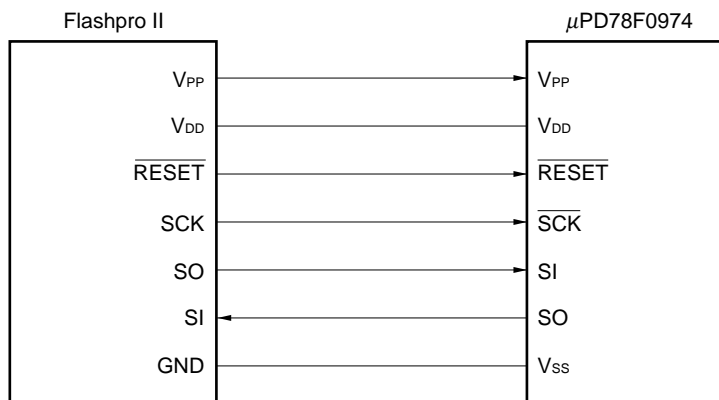 Flashpro II μPD78F0974
VPP VPP
VDD VDD
RESET RESET
SCK SCK
SO SI
SI SO
GND VSS